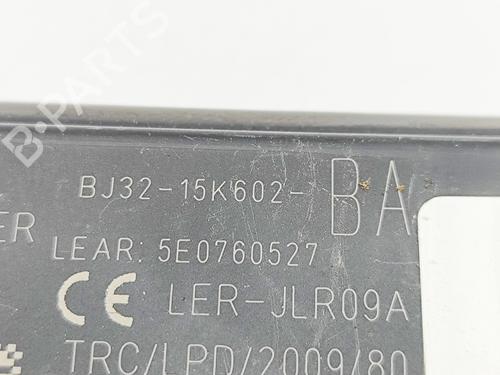 B-PARTS
BJ32-15K602-BA
ER
LEAR: 5E0760527
CE LER-JLR09A
TRC/LPD/2009/80